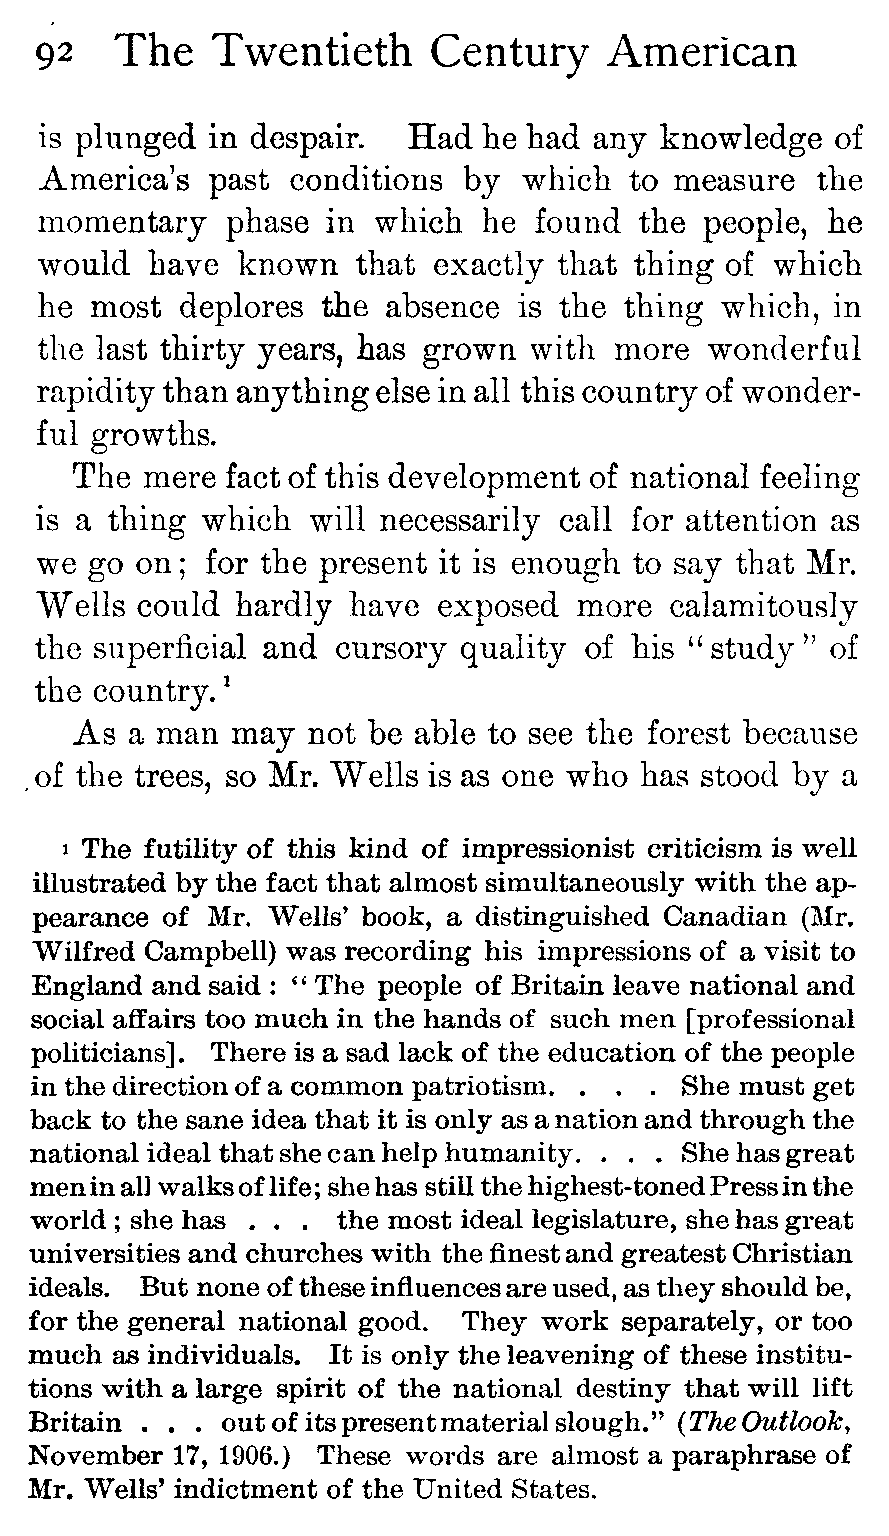 92 The Twentieth Century American
is plunged in despair. Had he had any knowledge of
America's past conditions by which to measure the
momentary phase in which he found the people, he
would have known that exactly that thing of which
he most deplores the absence is the thing which, in
the last thirty years, has grown with more wonderful
rapidity than anything else in all this country of wonder-
ful growths.
The mere fact of this development of national feeling
is a thing which will necessarily call for attention as
we go on; for the present it is enough to say that Mr.
Wells could hardly have exposed more calamitously
the superficial and cursory quality of his "study" of
the country.¹
As a man may not be able to see the forest because
of the trees, so Mr. Wells is as one who has stood by a
¹ The futility of this kind of impressionist criticism is well
illustrated by the fact that almost simultaneously with the ap-
pearance of Mr. Wells' book, a distinguished Canadian (Mr.
Wilfred Campbell) was recording his impressions of a visit to
England and said: "The people of Britain leave national and
social affairs too much in the hands of such men [professional
politicians]. There is a sad lack of the education of the people
in the direction of a common patriotism. . . . She must get
back to the sane idea that it is only as a nation and through the
national ideal that she can help humanity. . . . She has great
men in all walks of life; she has still the highest-toned Press in the
world; she has . . . the most ideal legislature, she has great
universities and churches with the finest and greatest Christian
ideals. But none of these influences are used, as they should be,
for the general national good. They work separately, or too
much as individuals. It is only the leavening of these institu-
tions with a large spirit of the national destiny that will lift
Britain . . . out of its present material slough." (The Outlook,
November 17, 1906.) These words are almost a paraphrase of
Mr. Wells' indictment of the United States.